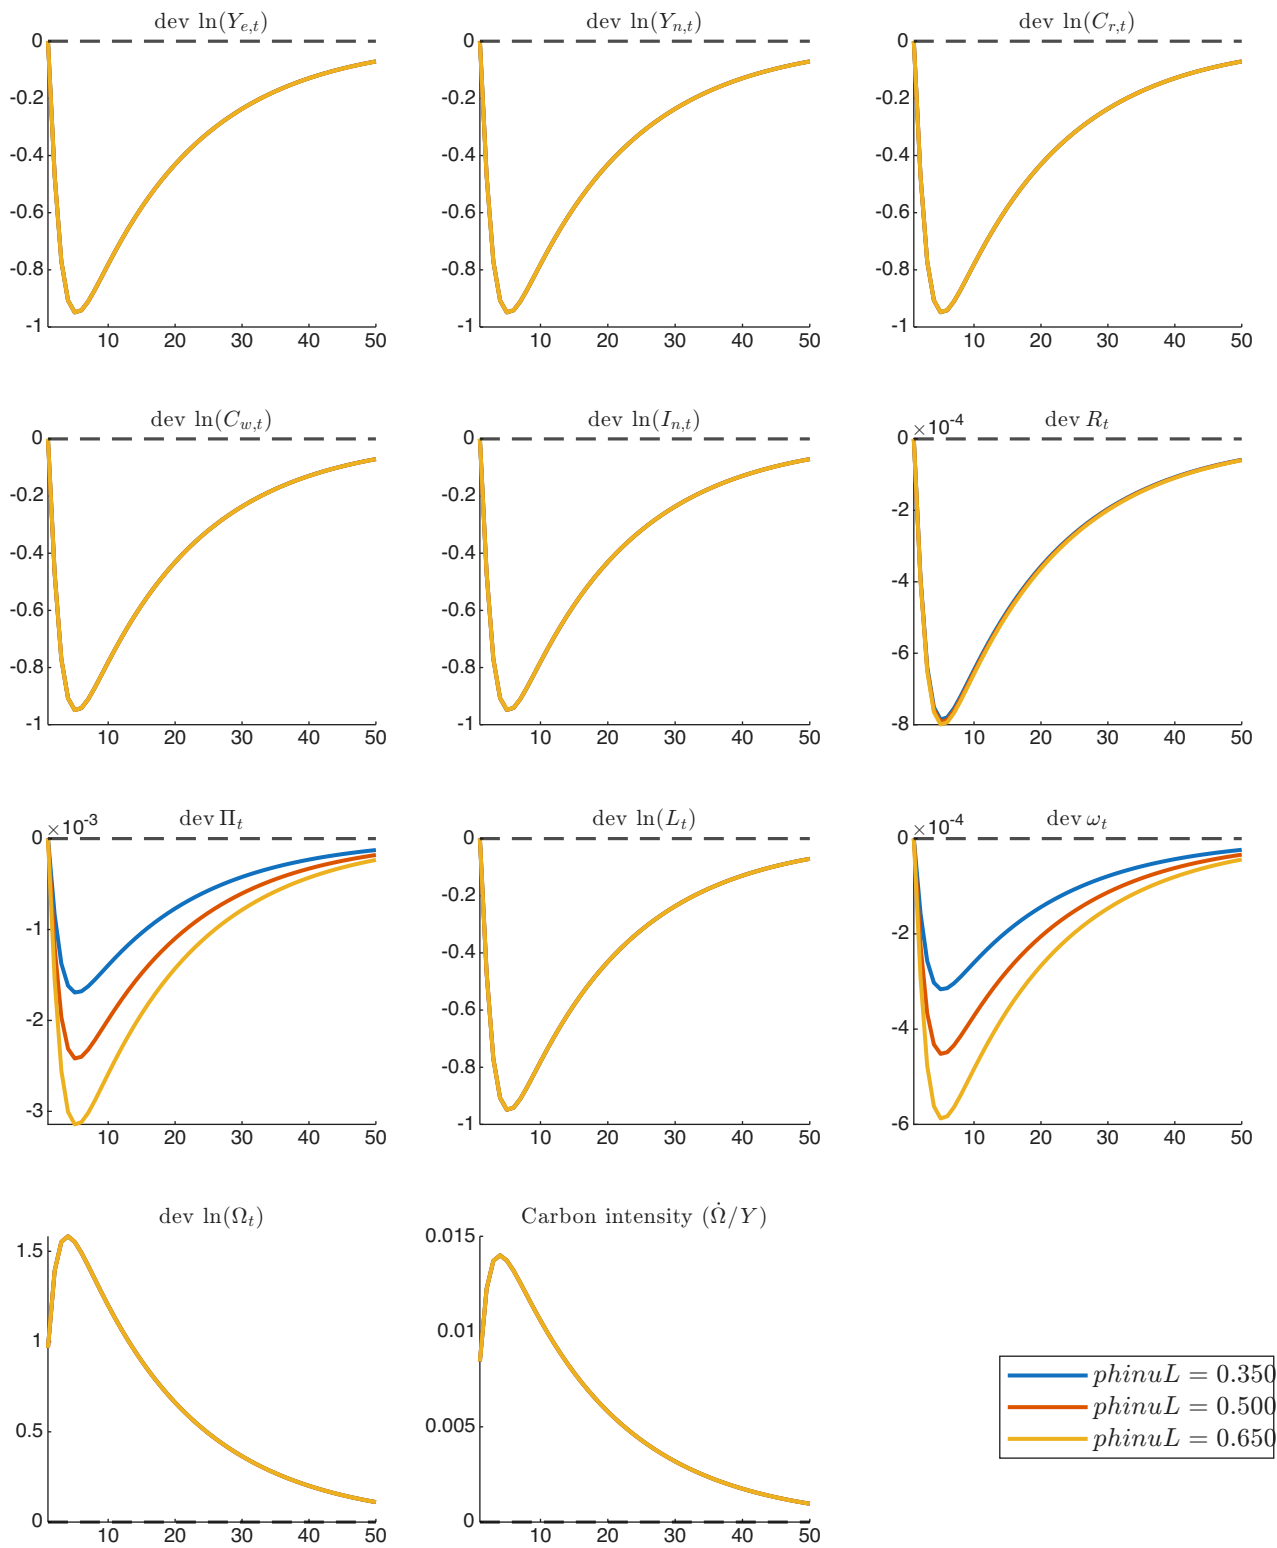 dev ln(Y_{e,t})
0
-0.2
-0.4
-0.6
-0.8
-1
10 20 30 40 50
dev ln(Y_{n,t})
0
-0.2
-0.4
-0.6
-0.8
-1
10 20 30 40 50
dev ln(C_{r,t})
0
-0.2
-0.4
-0.6
-0.8
-1
10 20 30 40 50
dev ln(C_{w,t})
0
-0.2
-0.4
-0.6
-0.8
-1
10 20 30 40 50
dev ln(I_{n,t})
0
-0.2
-0.4
-0.6
-0.8
-1
10 20 30 40 50
dev R_t
×10^{-4}
0
-2
-4
-6
-8
10 20 30 40 50
dev Π_t
×10^{-3}
0
-1
-2
-3
10 20 30 40 50
dev ln(L_t)
0
-0.2
-0.4
-0.6
-0.8
-1
10 20 30 40 50
dev ω_t
×10^{-4}
0
-2
-4
-6
10 20 30 40 50
dev ln(Ω_t)
1.5
1
0.5
0
10 20 30 40 50
Carbon intensity (Ω̇/Y)
0.015
0.01
0.005
0
10 20 30 40 50
phinuL = 0.350
phinuL = 0.500
phinuL = 0.650